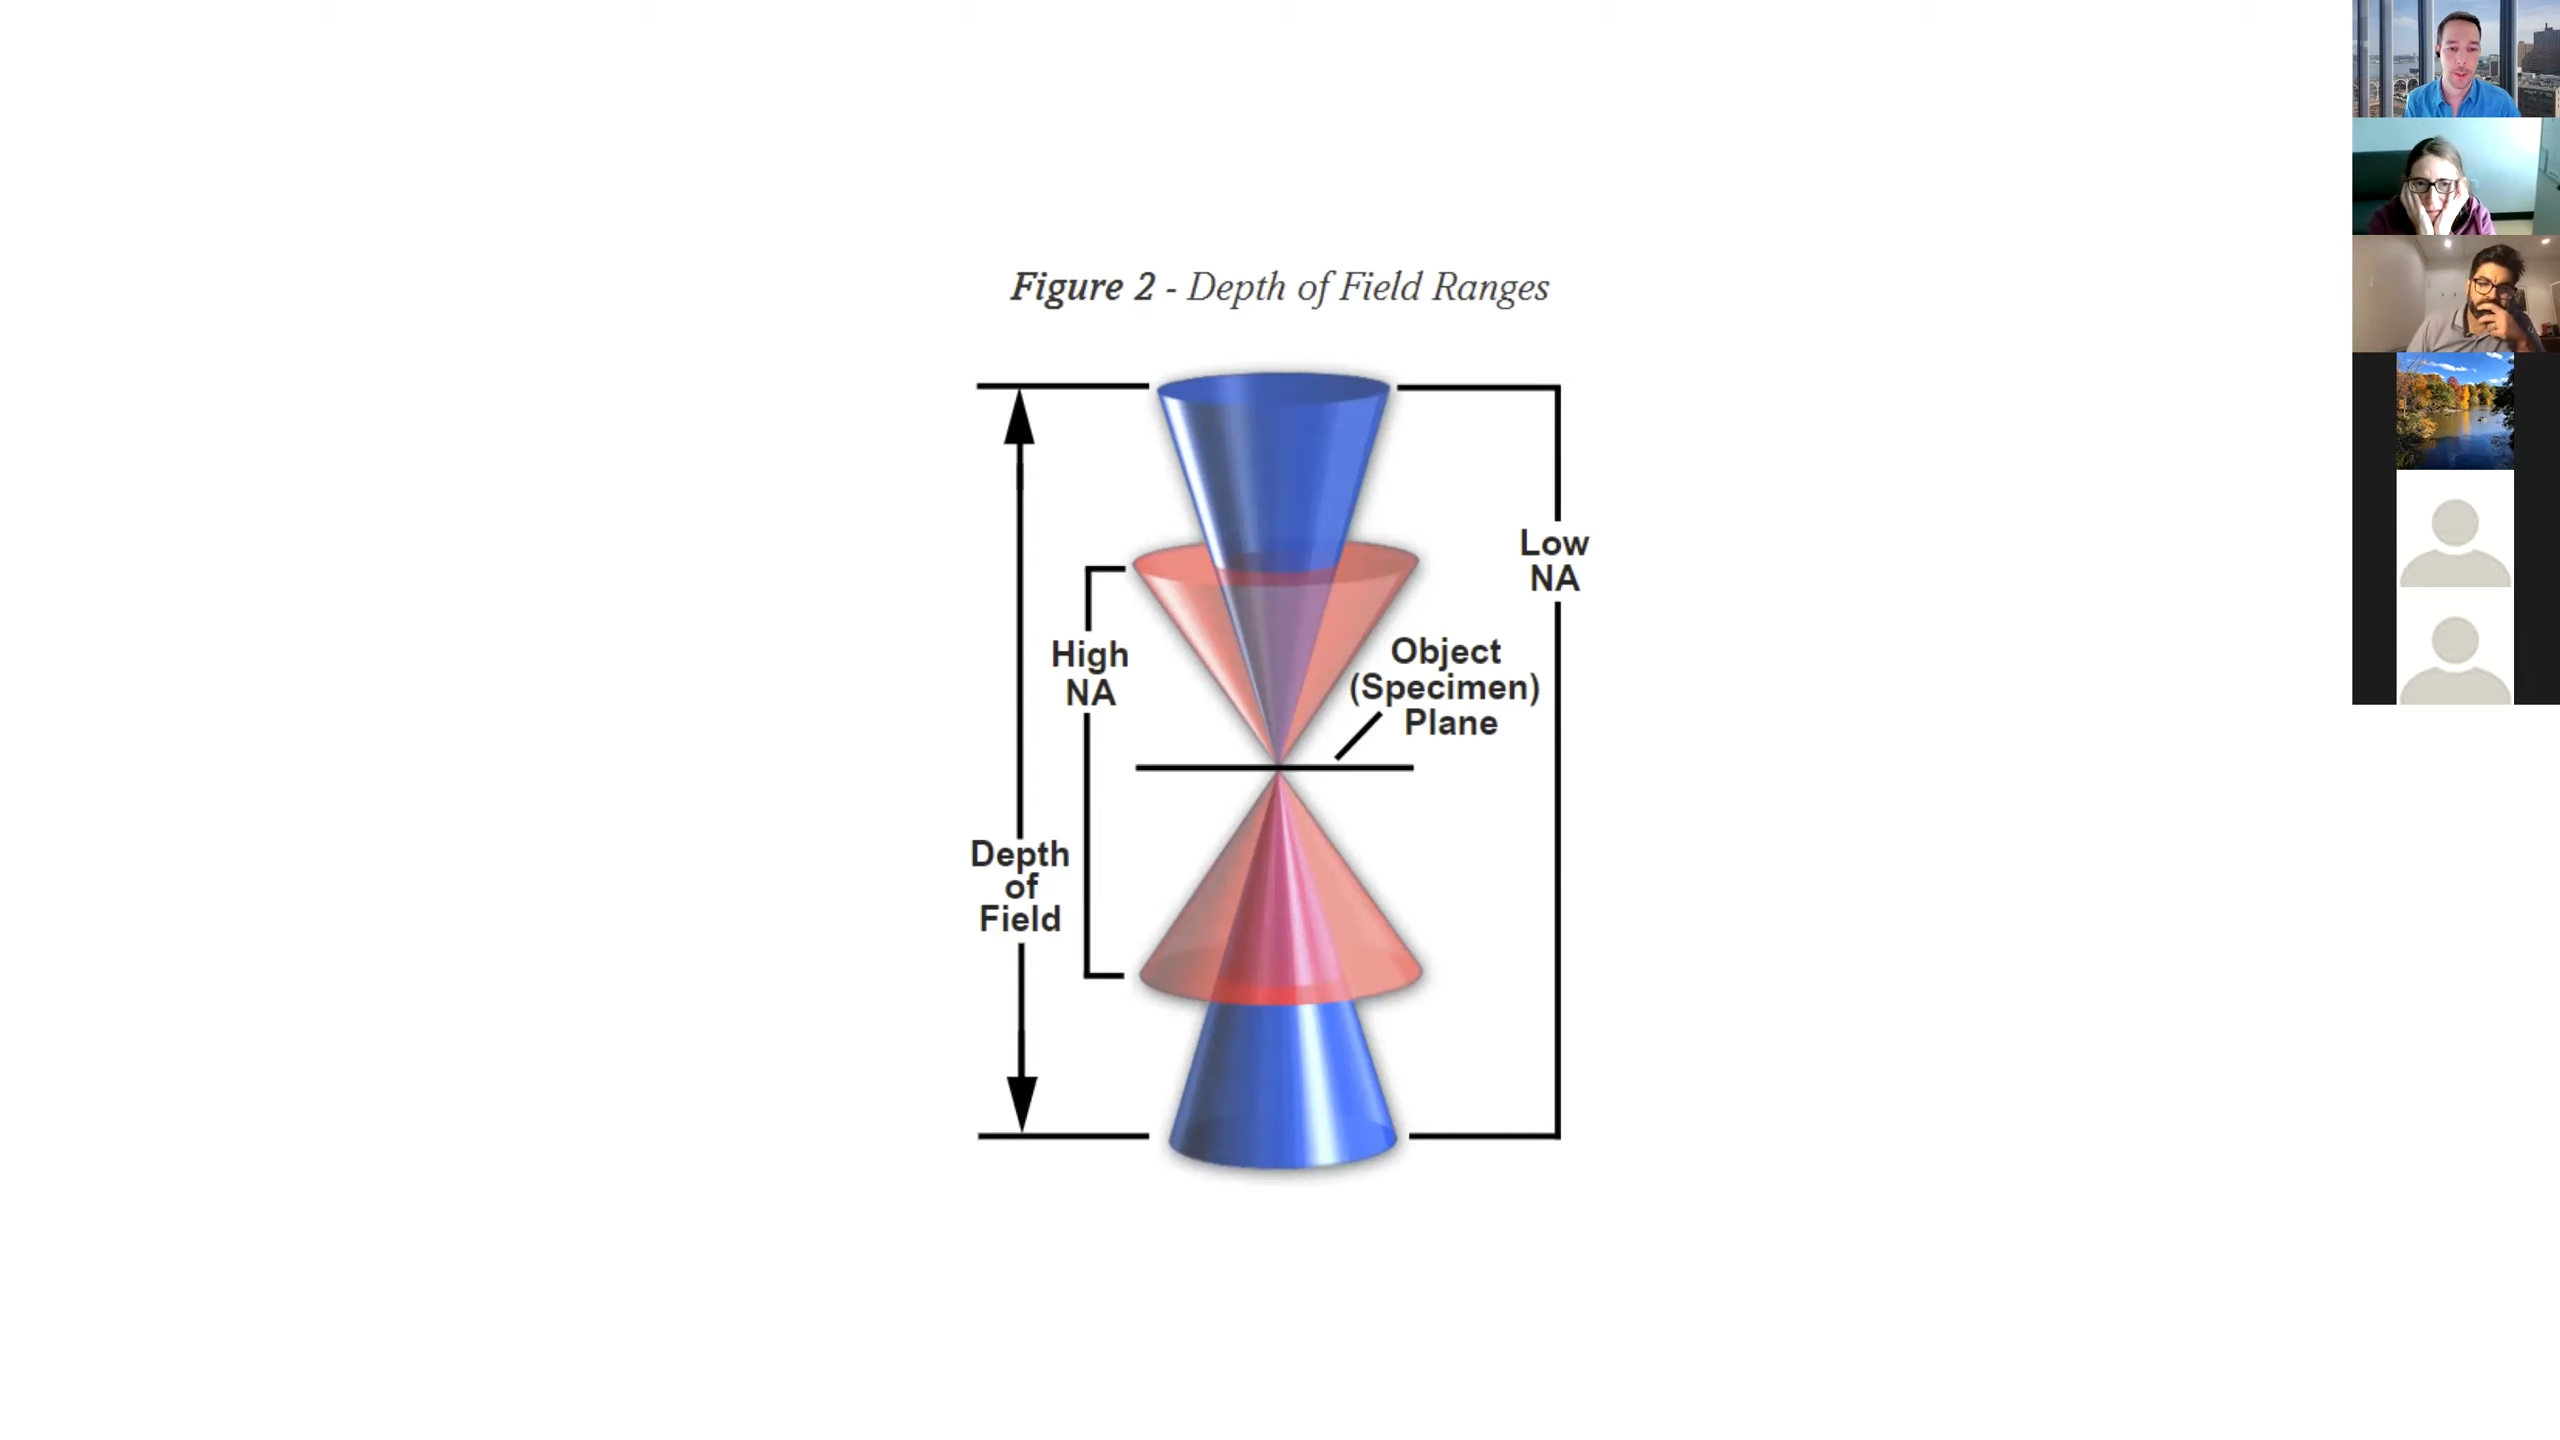 Figure 2 - Depth of Field Ranges
Low
NA
High
NA
Object
(Specimen)
Plane
Depth
of
Field